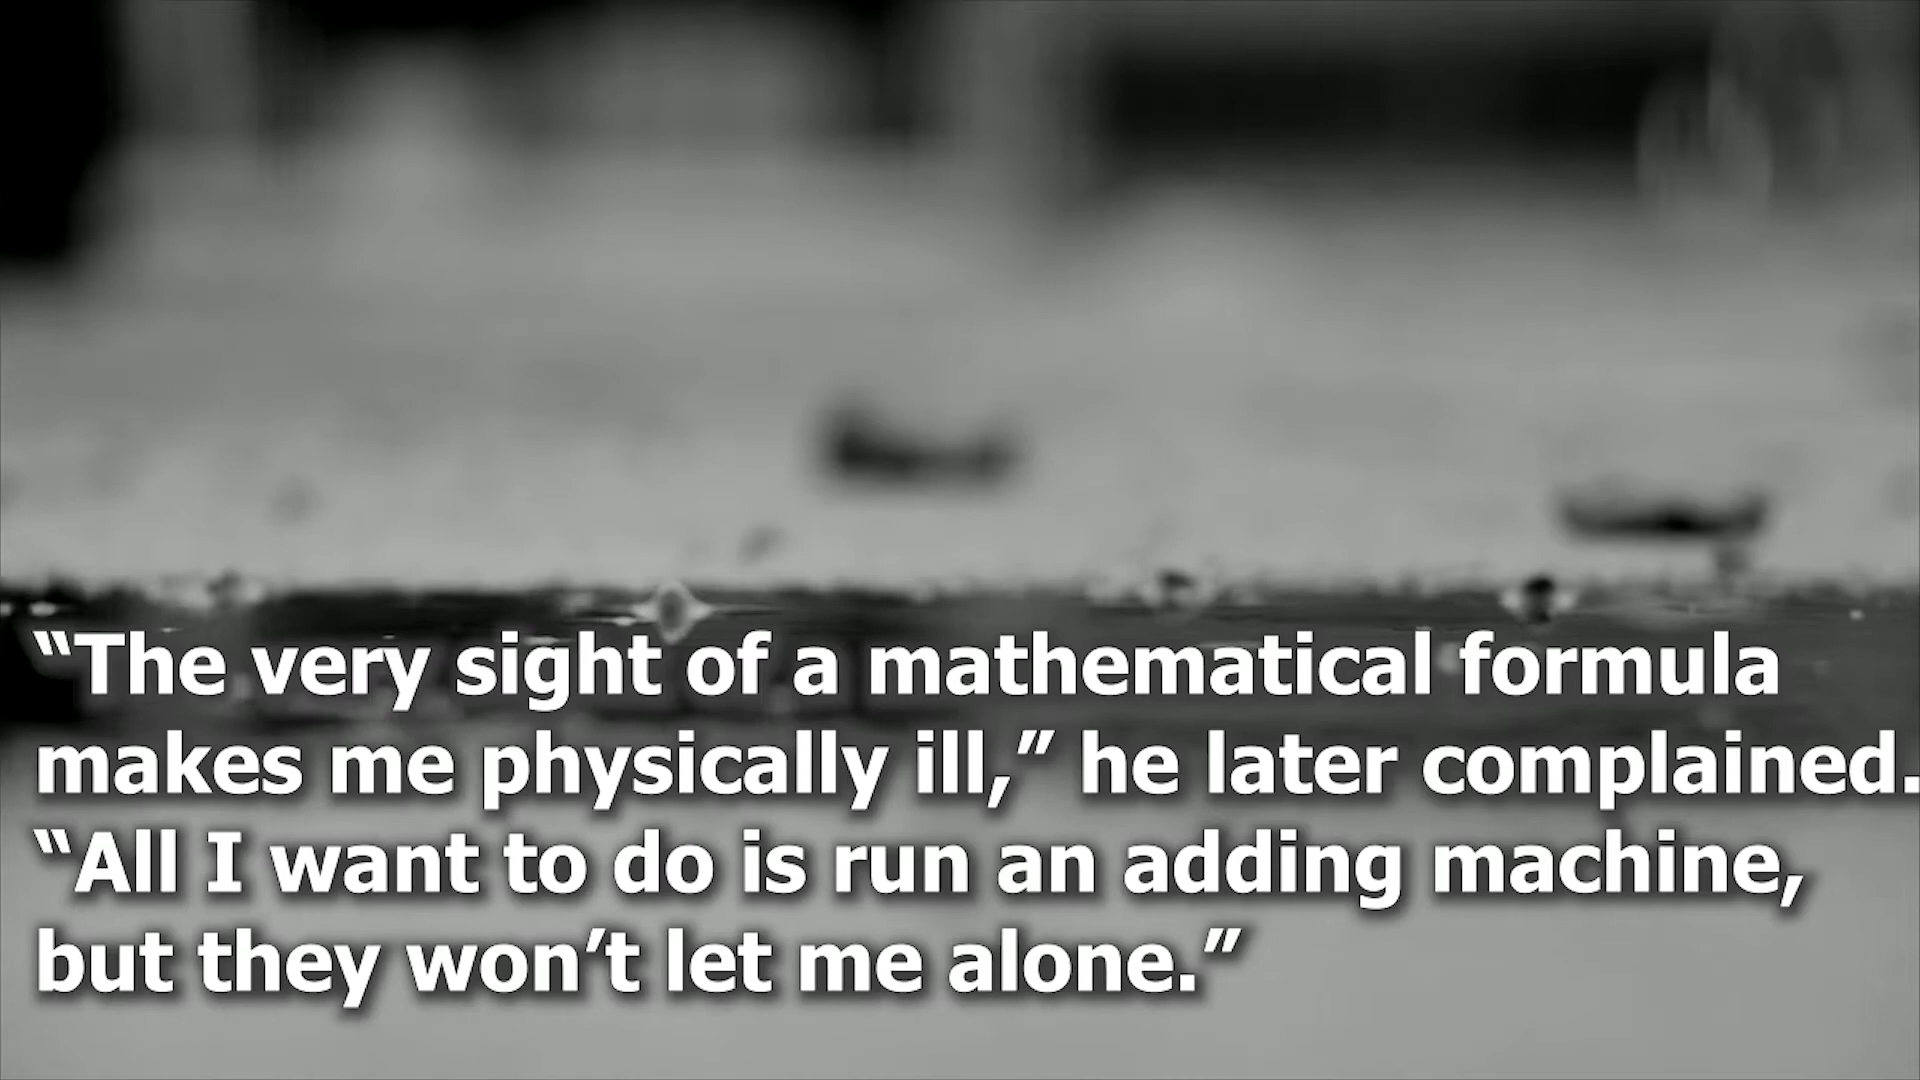 “The very sight of a mathematical formula
makes me physically ill,” he later complained.
“All I want to do is run an adding machine,
but they won’t let me alone.”